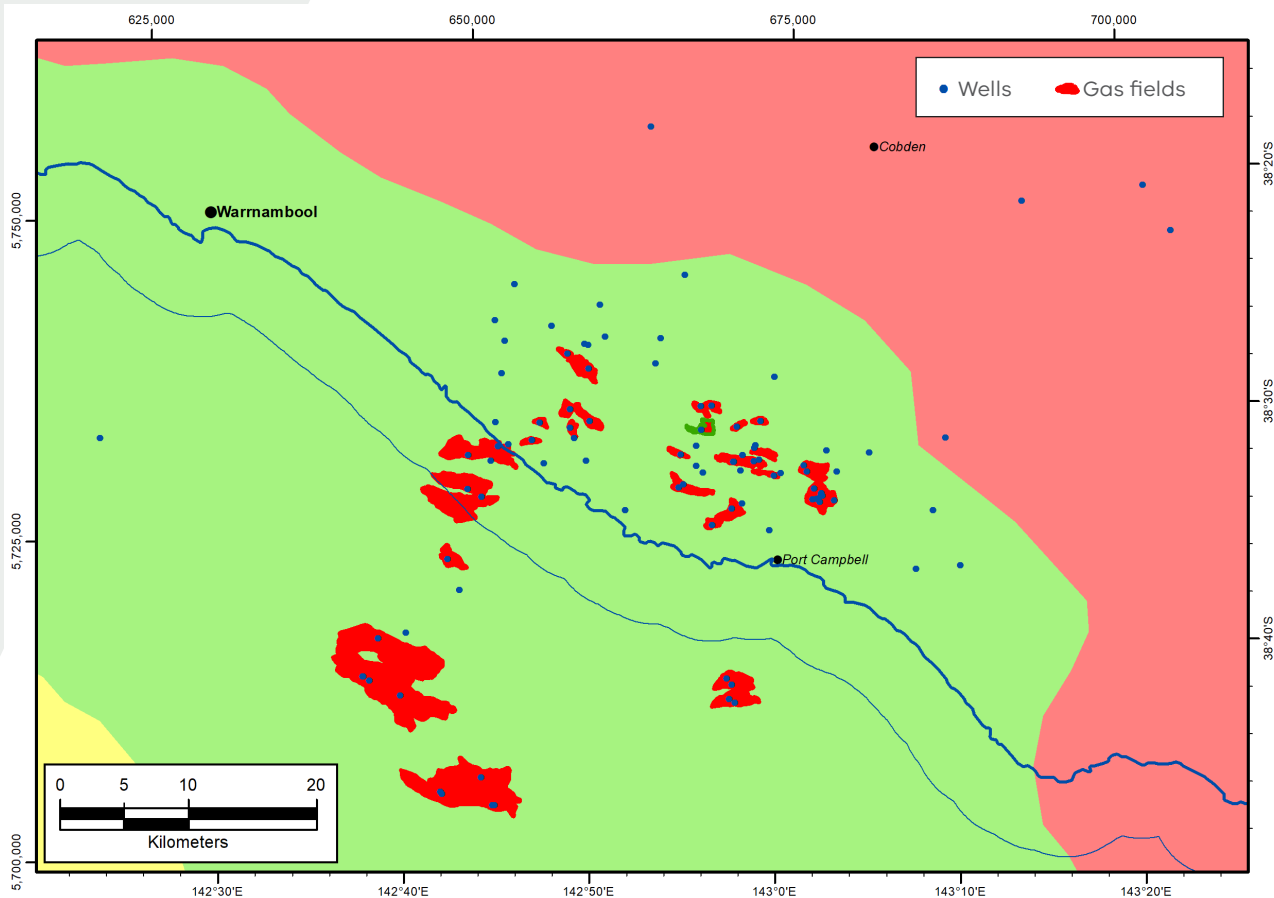 625,000 650,000 675,000 700,000
Wells Gas fields
Cobden
38°20'S
Warrnambool
5,750,000
38°30'S
5,725,000
Port Campbell
38°40'S
0 5 10 20
Kilometers
5,700,000
142°30'E 142°40'E 142°50'E 143°0'E 143°10'E 143°20'E